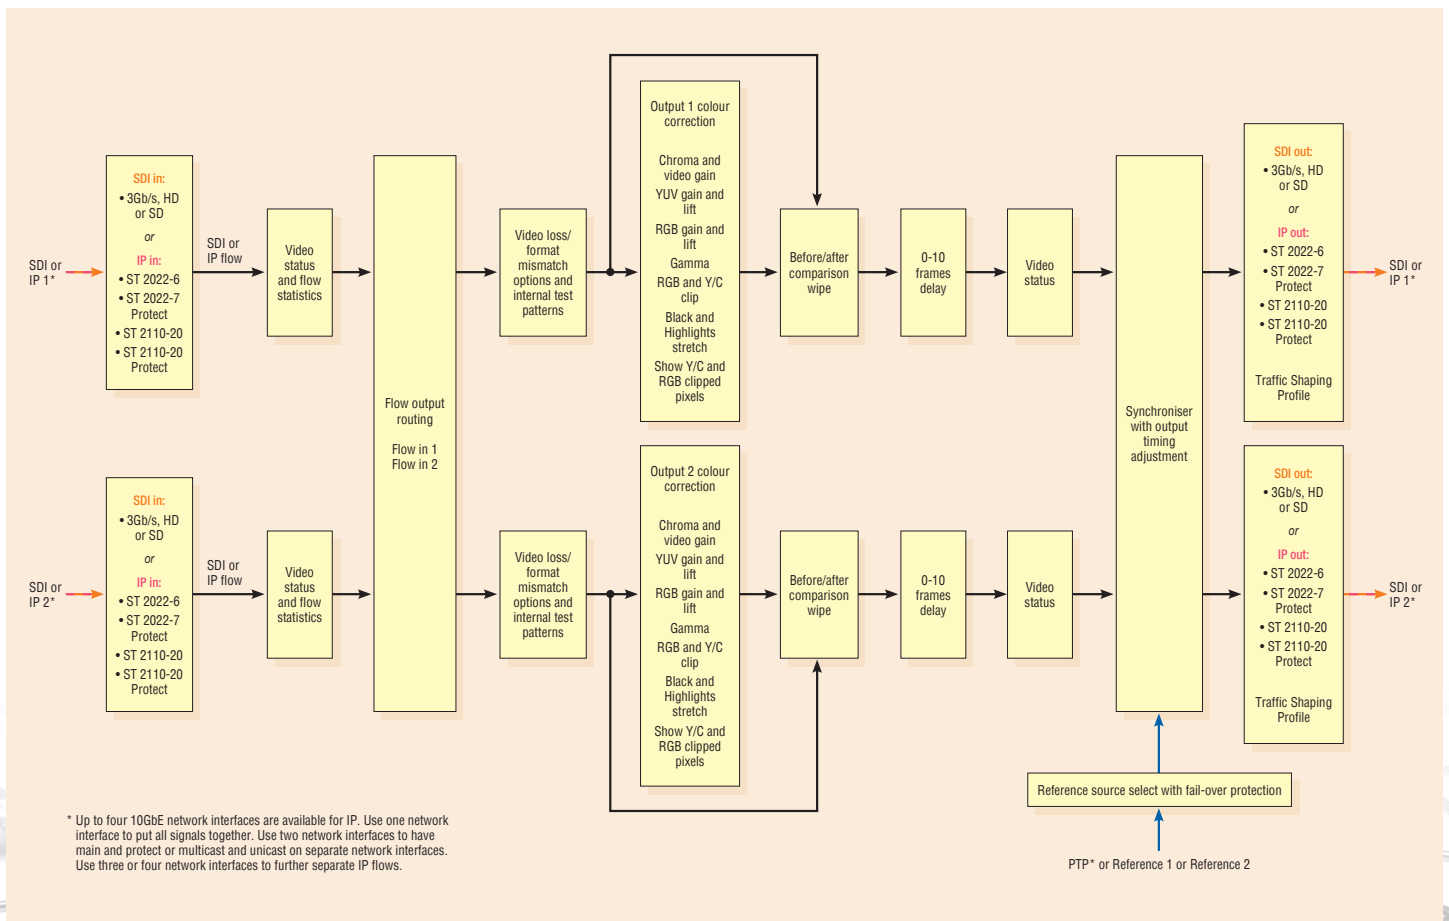 SDI or
IP 1*
SDI in:
• 3Gb/s, HD
or SD
or
IP in:
• ST 2022-6
• ST 2022-7
Protect
• ST 2110-20
• ST 2110-20
Protect
SDI or
IP flow
Video
status
and flow
statistics
Flow output
routing
Flow in 1
Flow in 2
Video loss/
format
mismatch
options and
internal test
patterns
Output 1 colour
correction
Chroma and
video gain
YUV gain and
lift
RGB gain and
lift
Gamma
RGB and Y/C
clip
Black and
Highlights
stretch
Show Y/C and
RGB clipped
pixels
Before/after
comparison
wipe
0-10
frames
delay
Video
status
Synchroniser
with output
timing
adjustment
SDI out:
• 3Gb/s, HD
or SD
or
IP out:
• ST 2022-6
• ST 2022-7
Protect
• ST 2110-20
• ST 2110-20
Protect
Traffic Shaping
Profile
SDI or
IP 1*
SDI or
IP 2*
SDI in:
• 3Gb/s, HD
or SD
or
IP in:
• ST 2022-6
• ST 2022-7
Protect
• ST 2110-20
• ST 2110-20
Protect
SDI or
IP flow
Video
status
and flow
statistics
Video loss/
format
mismatch
options and
internal test
patterns
Output 2 colour
correction
Chroma and
video gain
YUV gain and
lift
RGB gain and
lift
Gamma
RGB and Y/C
clip
Black and
Highlights
stretch
Show Y/C and
RGB clipped
pixels
Before/after
comparison
wipe
0-10
frames
delay
Video
status
SDI out:
• 3Gb/s, HD
or SD
or
IP out:
• ST 2022-6
• ST 2022-7
Protect
• ST 2110-20
• ST 2110-20
Protect
Traffic Shaping
Profile
SDI or
IP 2*
Reference source select with fail-over protection
PTP* or Reference 1 or Reference 2
* Up to four 10GbE network interfaces are available for IP. Use one network
interface to put all signals together. Use two network interfaces to have
main and protect or multicast and unicast on separate network interfaces.
Use three or four network interfaces to further separate IP flows.